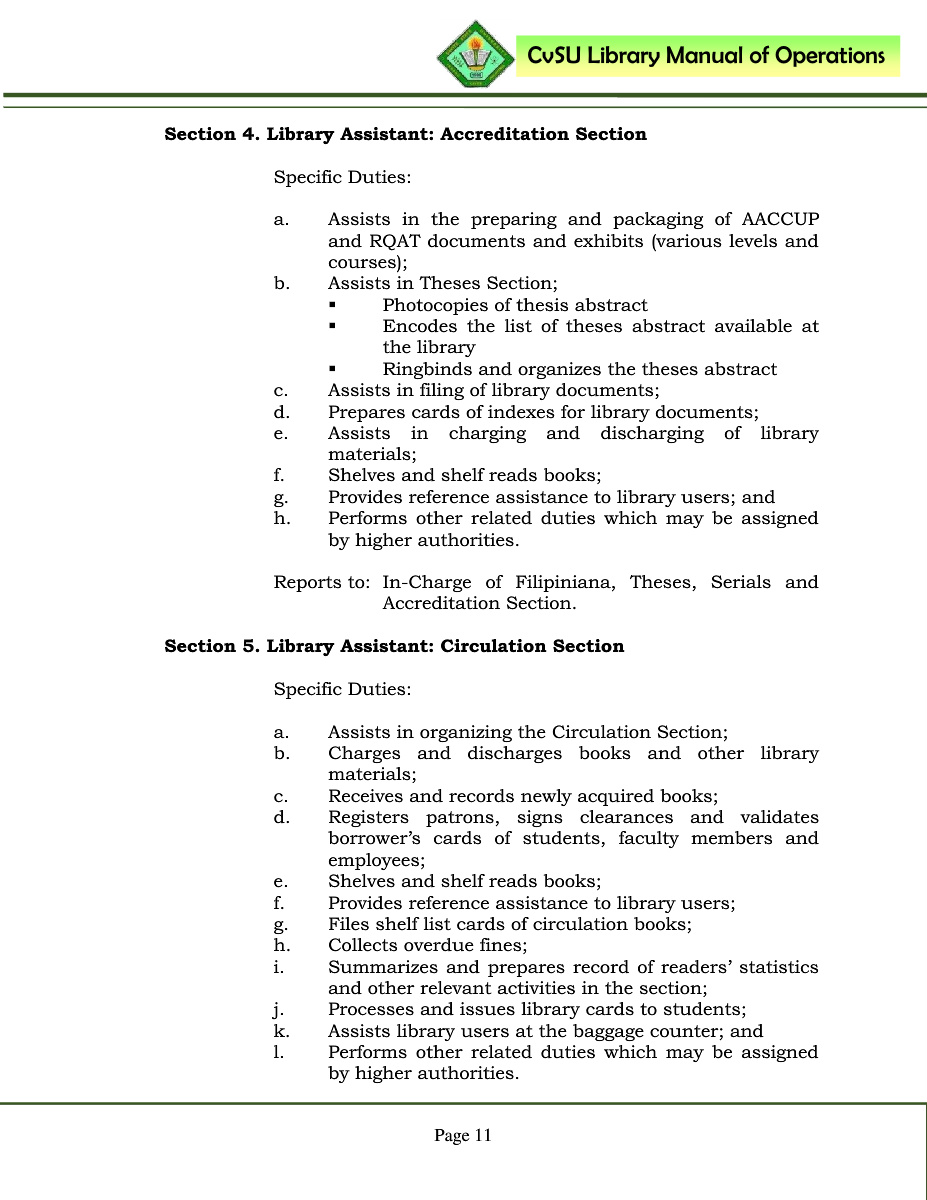 CvSU Library Manual of Operations
Section 4. Library Assistant: Accreditation Section
Specific Duties:
a. Assists in the preparing and packaging of AACCUP
and RQAT documents and exhibits (various levels and
courses);
b. Assists in Theses Section;
▪ Photocopies of thesis abstract
▪ Encodes the list of theses abstract available at
the library
▪ Ringbinds and organizes the theses abstract
c. Assists in filing of library documents;
d. Prepares cards of indexes for library documents;
e. Assists in charging and discharging of library
materials;
f. Shelves and shelf reads books;
g. Provides reference assistance to library users; and
h. Performs other related duties which may be assigned
by higher authorities.
Reports to: In-Charge of Filipiniana, Theses, Serials and
Accreditation Section.
Section 5. Library Assistant: Circulation Section
Specific Duties:
a. Assists in organizing the Circulation Section;
b. Charges and discharges books and other library
materials;
c. Receives and records newly acquired books;
d. Registers patrons, signs clearances and validates
borrower’s cards of students, faculty members and
employees;
e. Shelves and shelf reads books;
f. Provides reference assistance to library users;
g. Files shelf list cards of circulation books;
h. Collects overdue fines;
i. Summarizes and prepares record of readers’ statistics
and other relevant activities in the section;
j. Processes and issues library cards to students;
k. Assists library users at the baggage counter; and
l. Performs other related duties which may be assigned
by higher authorities.
Page 11